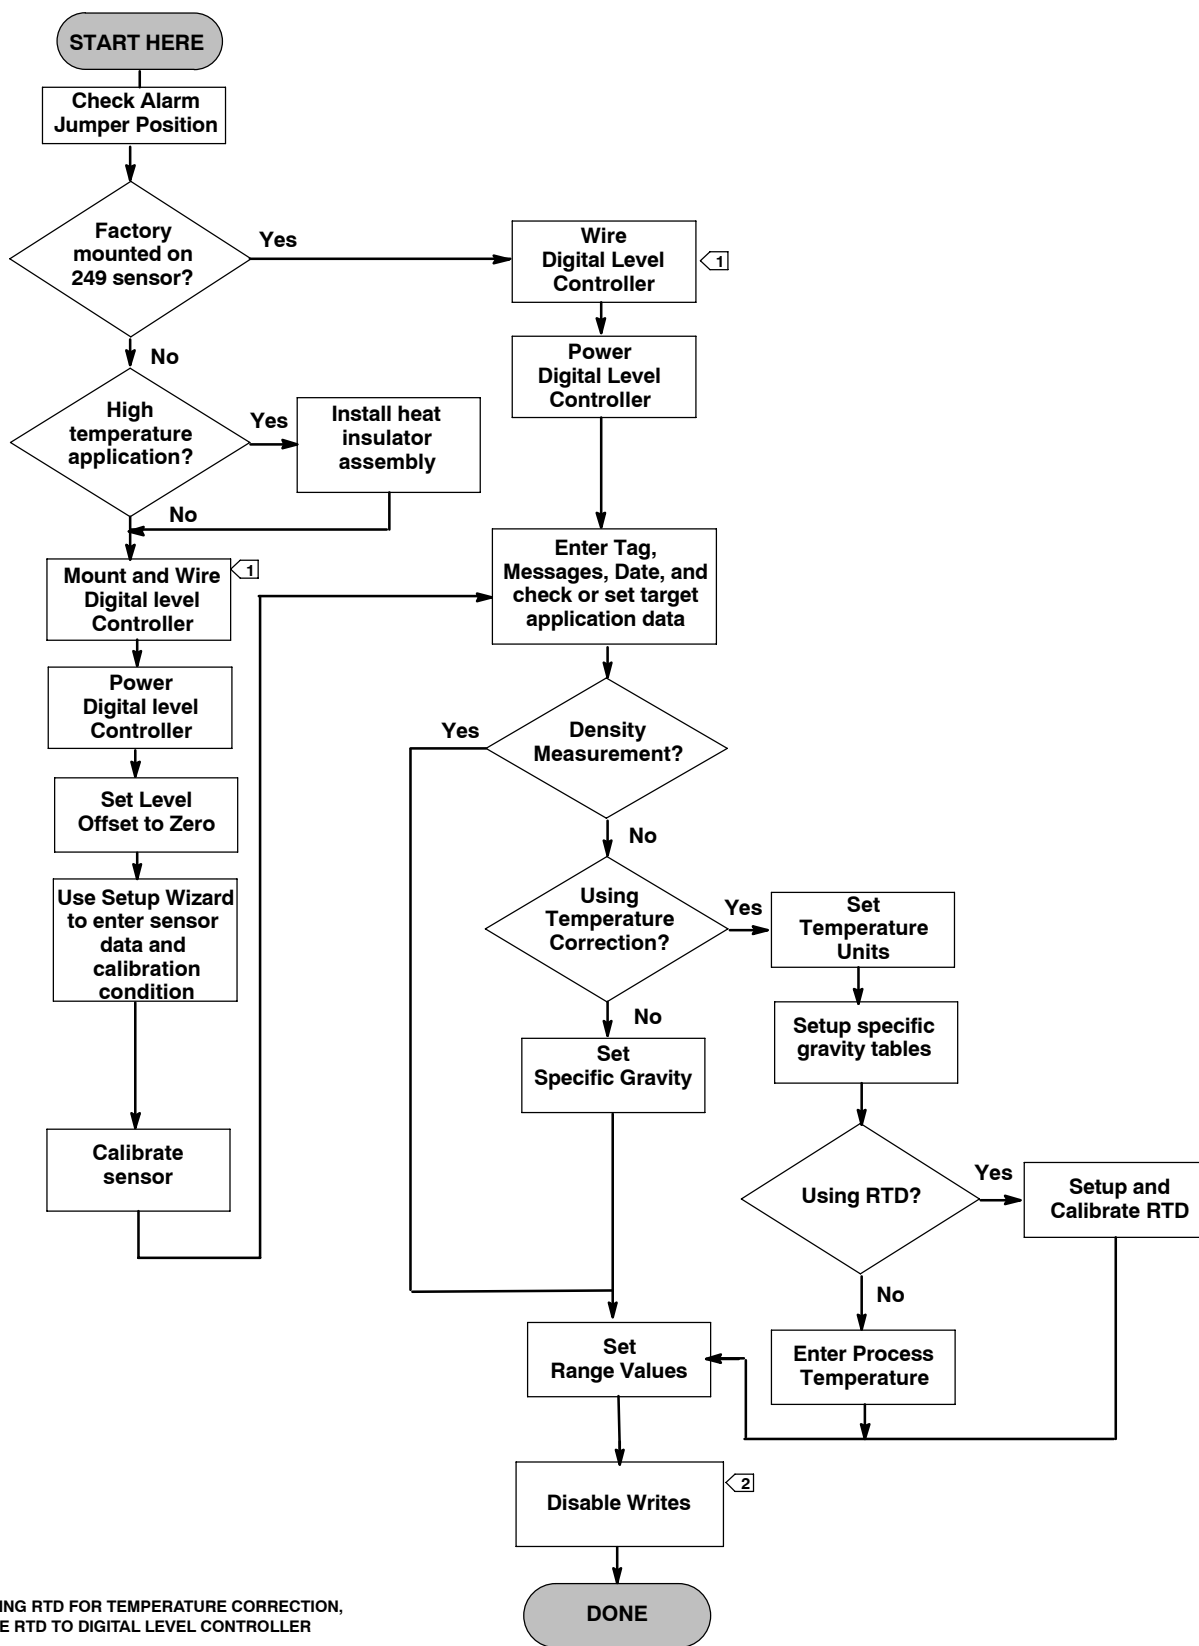 START HERE
Check Alarm
Jumper Position
Factory
mounted on
249 sensor?
Yes
Wire
Digital Level
Controller
1
No
Power
Digital Level
Controller
High
temperature
application?
Yes
Install heat
insulator
assembly
No
Mount and Wire
Digital level
Controller
1
Enter Tag,
Messages, Date, and
check or set target
application data
Power
Digital level
Controller
Yes
Density
Measurement?
Set Level
Offset to Zero
No
Use Setup Wizard
to enter sensor
data and
calibration
condition
Using
Temperature
Correction?
Yes
Set
Temperature
Units
No
Setup specific
gravity tables
Set
Specific Gravity
Calibrate
sensor
Using RTD?
Yes
Setup and
Calibrate RTD
No
Set
Range Values
Enter Process
Temperature
Disable Writes
2
DONE
ING RTD FOR TEMPERATURE CORRECTION,
E RTD TO DIGITAL LEVEL CONTROLLER